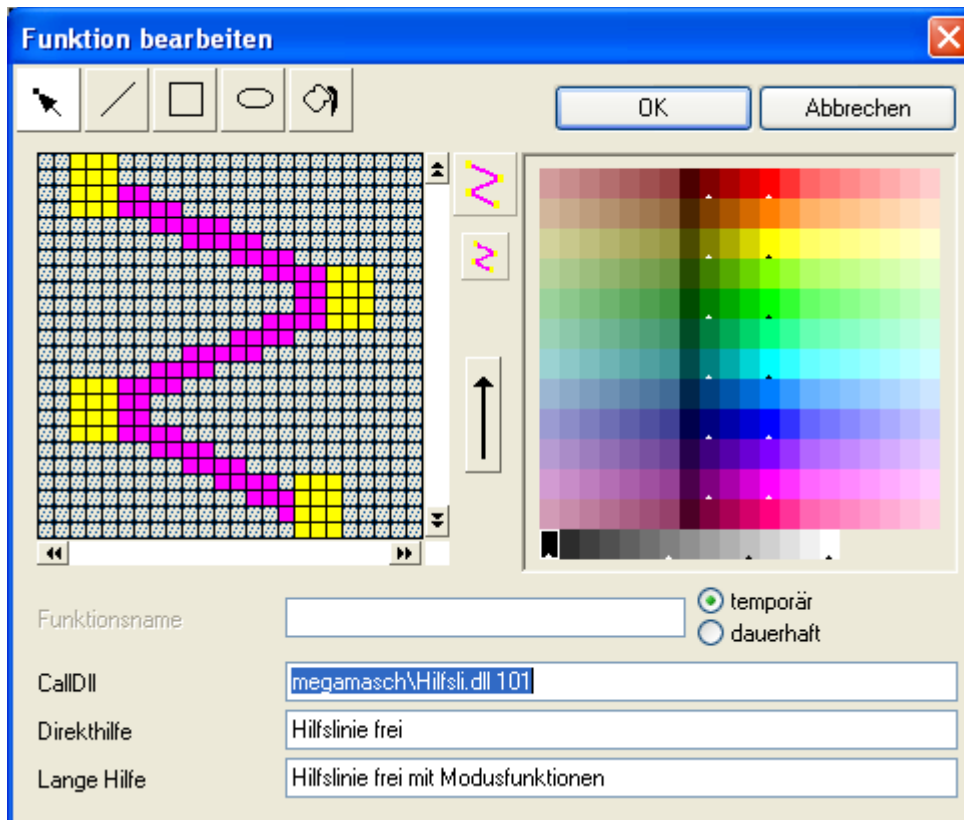 Funktion bearbeiten
OK
Abbrechen
Funktionsname
temporär
dauerhaft
CallDll
megamasch\Hilfsli.dll 101
Direkthilfe
Hilfslinie frei
Lange Hilfe
Hilfslinie frei mit Modusfunktionen